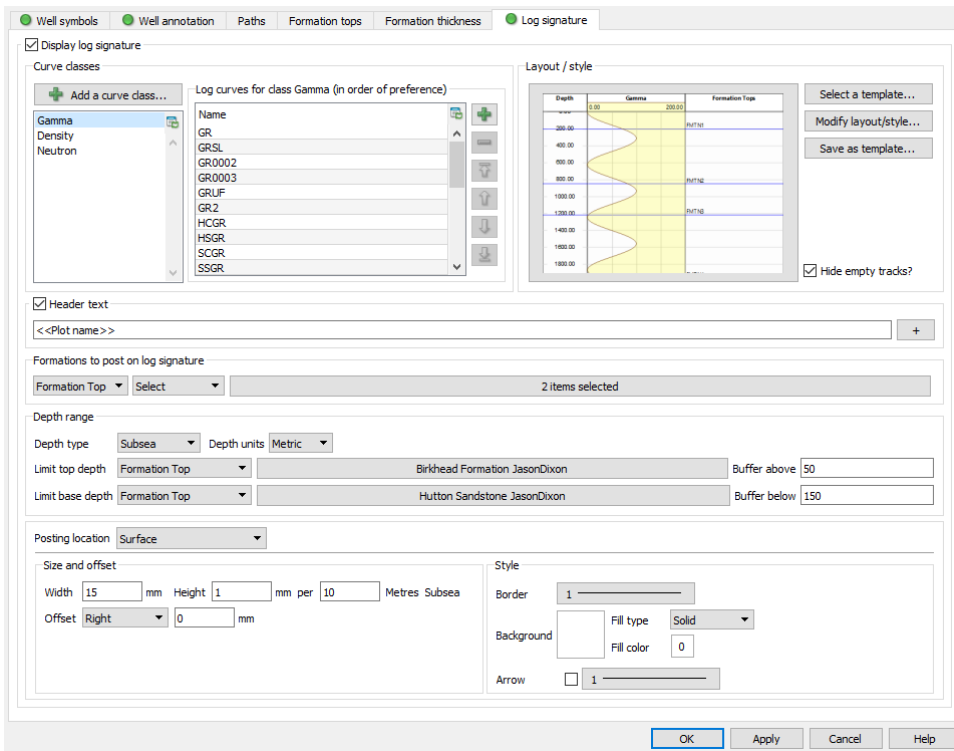 Well symbols Well annotation Paths Formation tops Formation thickness Log signature
Display log signature
Curve classes
Add a curve class...
Gamma
Density
Neutron
Log curves for class Gamma (in order of preference)
Name
GR
GRSL
GR0002
GR0003
GRUF
GR2
HCGR
HSGR
SCGR
SSGR
Layout / style
Depth Gamma Formation Tops
0.00 200.00
200.00 FMTN1
400.00
600.00
800.00 FMTN2
1000.00
1200.00 FMTN3
1400.00
1600.00
1800.00
Select a template...
Modify layout/style...
Save as template...
Hide empty tracks?
Header text
<<Plot name>> +
Formations to post on log signature
Formation Top Select 2 items selected
Depth range
Depth type Subsea Depth units Metric
Limit top depth Formation Top Birkhead Formation JasonDixon Buffer above 50
Limit base depth Formation Top Hutton Sandstone JasonDixon Buffer below 150
Posting location Surface
Size and offset
Width 15 mm Height 1 mm per 10 Metres Subsea
Offset Right 0 mm
Style
Border 1
Background Fill type Solid
Fill color 0
Arrow 1
OK Apply Cancel Help